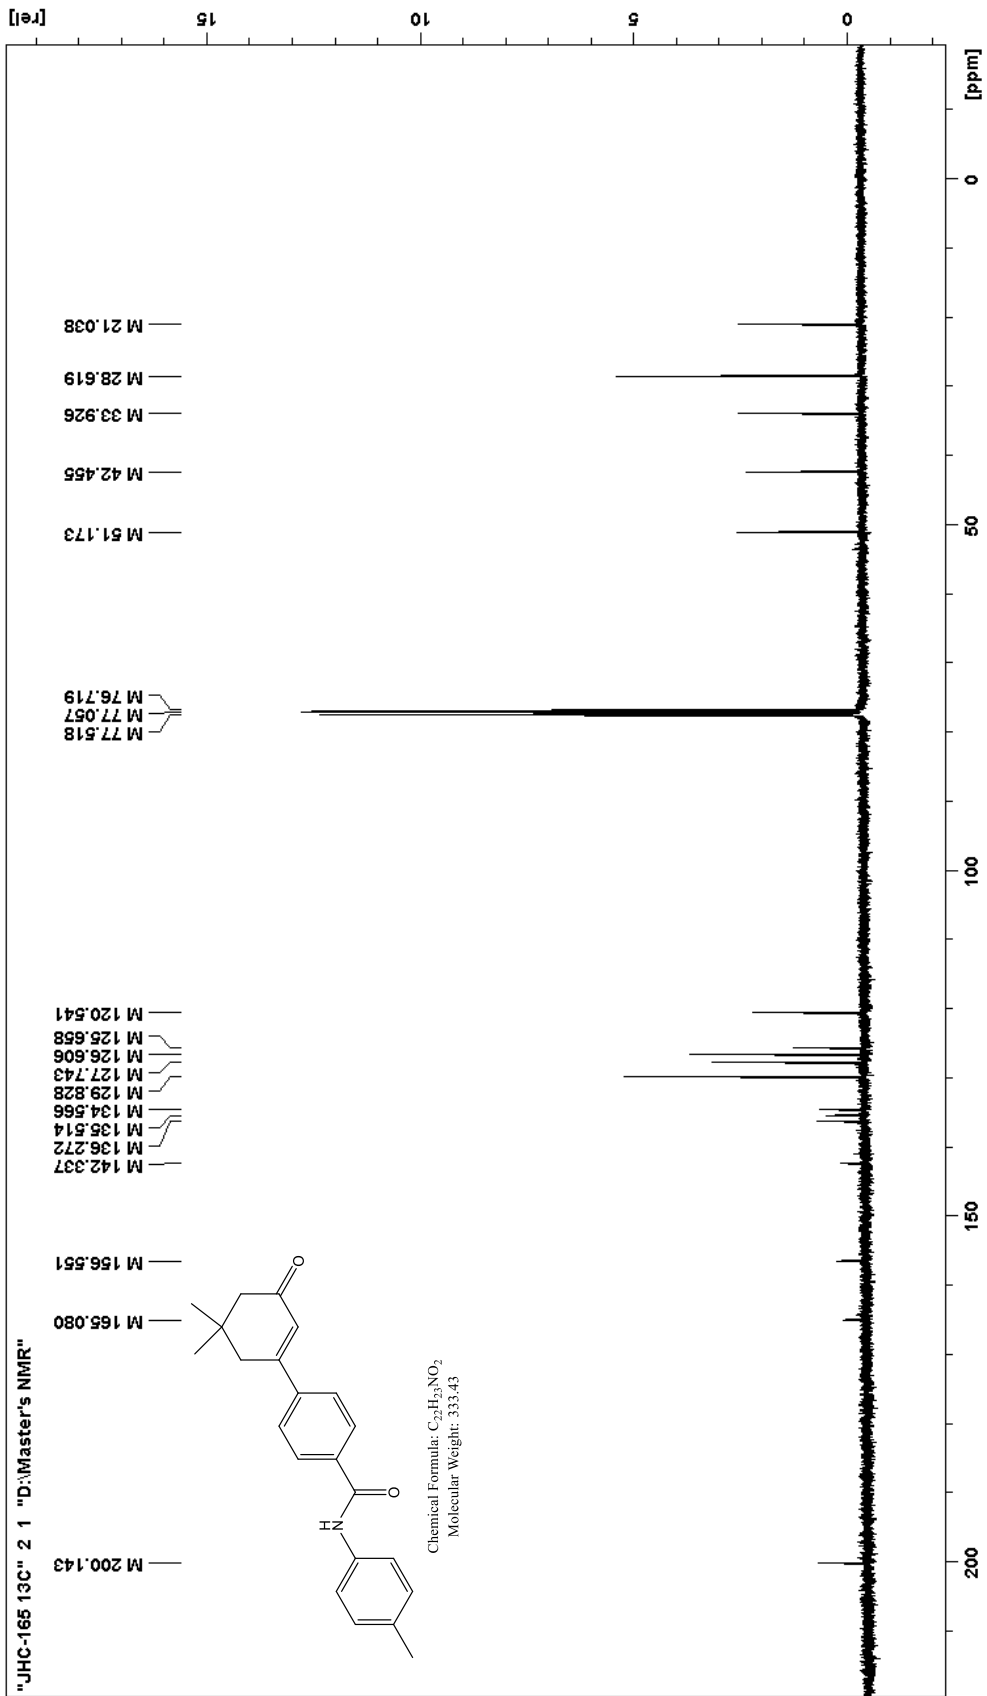 "JHC-165 13C" 2 1 "D:\Master's NMR"
[rel]
15
10
5
0
M 200.143
M 165.080
M 156.551
M 142.337
M 136.272
M 135.514
M 134.566
M 129.828
M 127.743
M 126.606
M 125.658
M 120.541
M 77.518
M 77.057
M 76.719
M 51.173
M 42.455
M 33.926
M 28.619
M 21.038
O
O
H
N
Chemical Formula: C₂₂H₂₃NO₂
Molecular Weight: 333.43
200
150
100
50
0
[ppm]